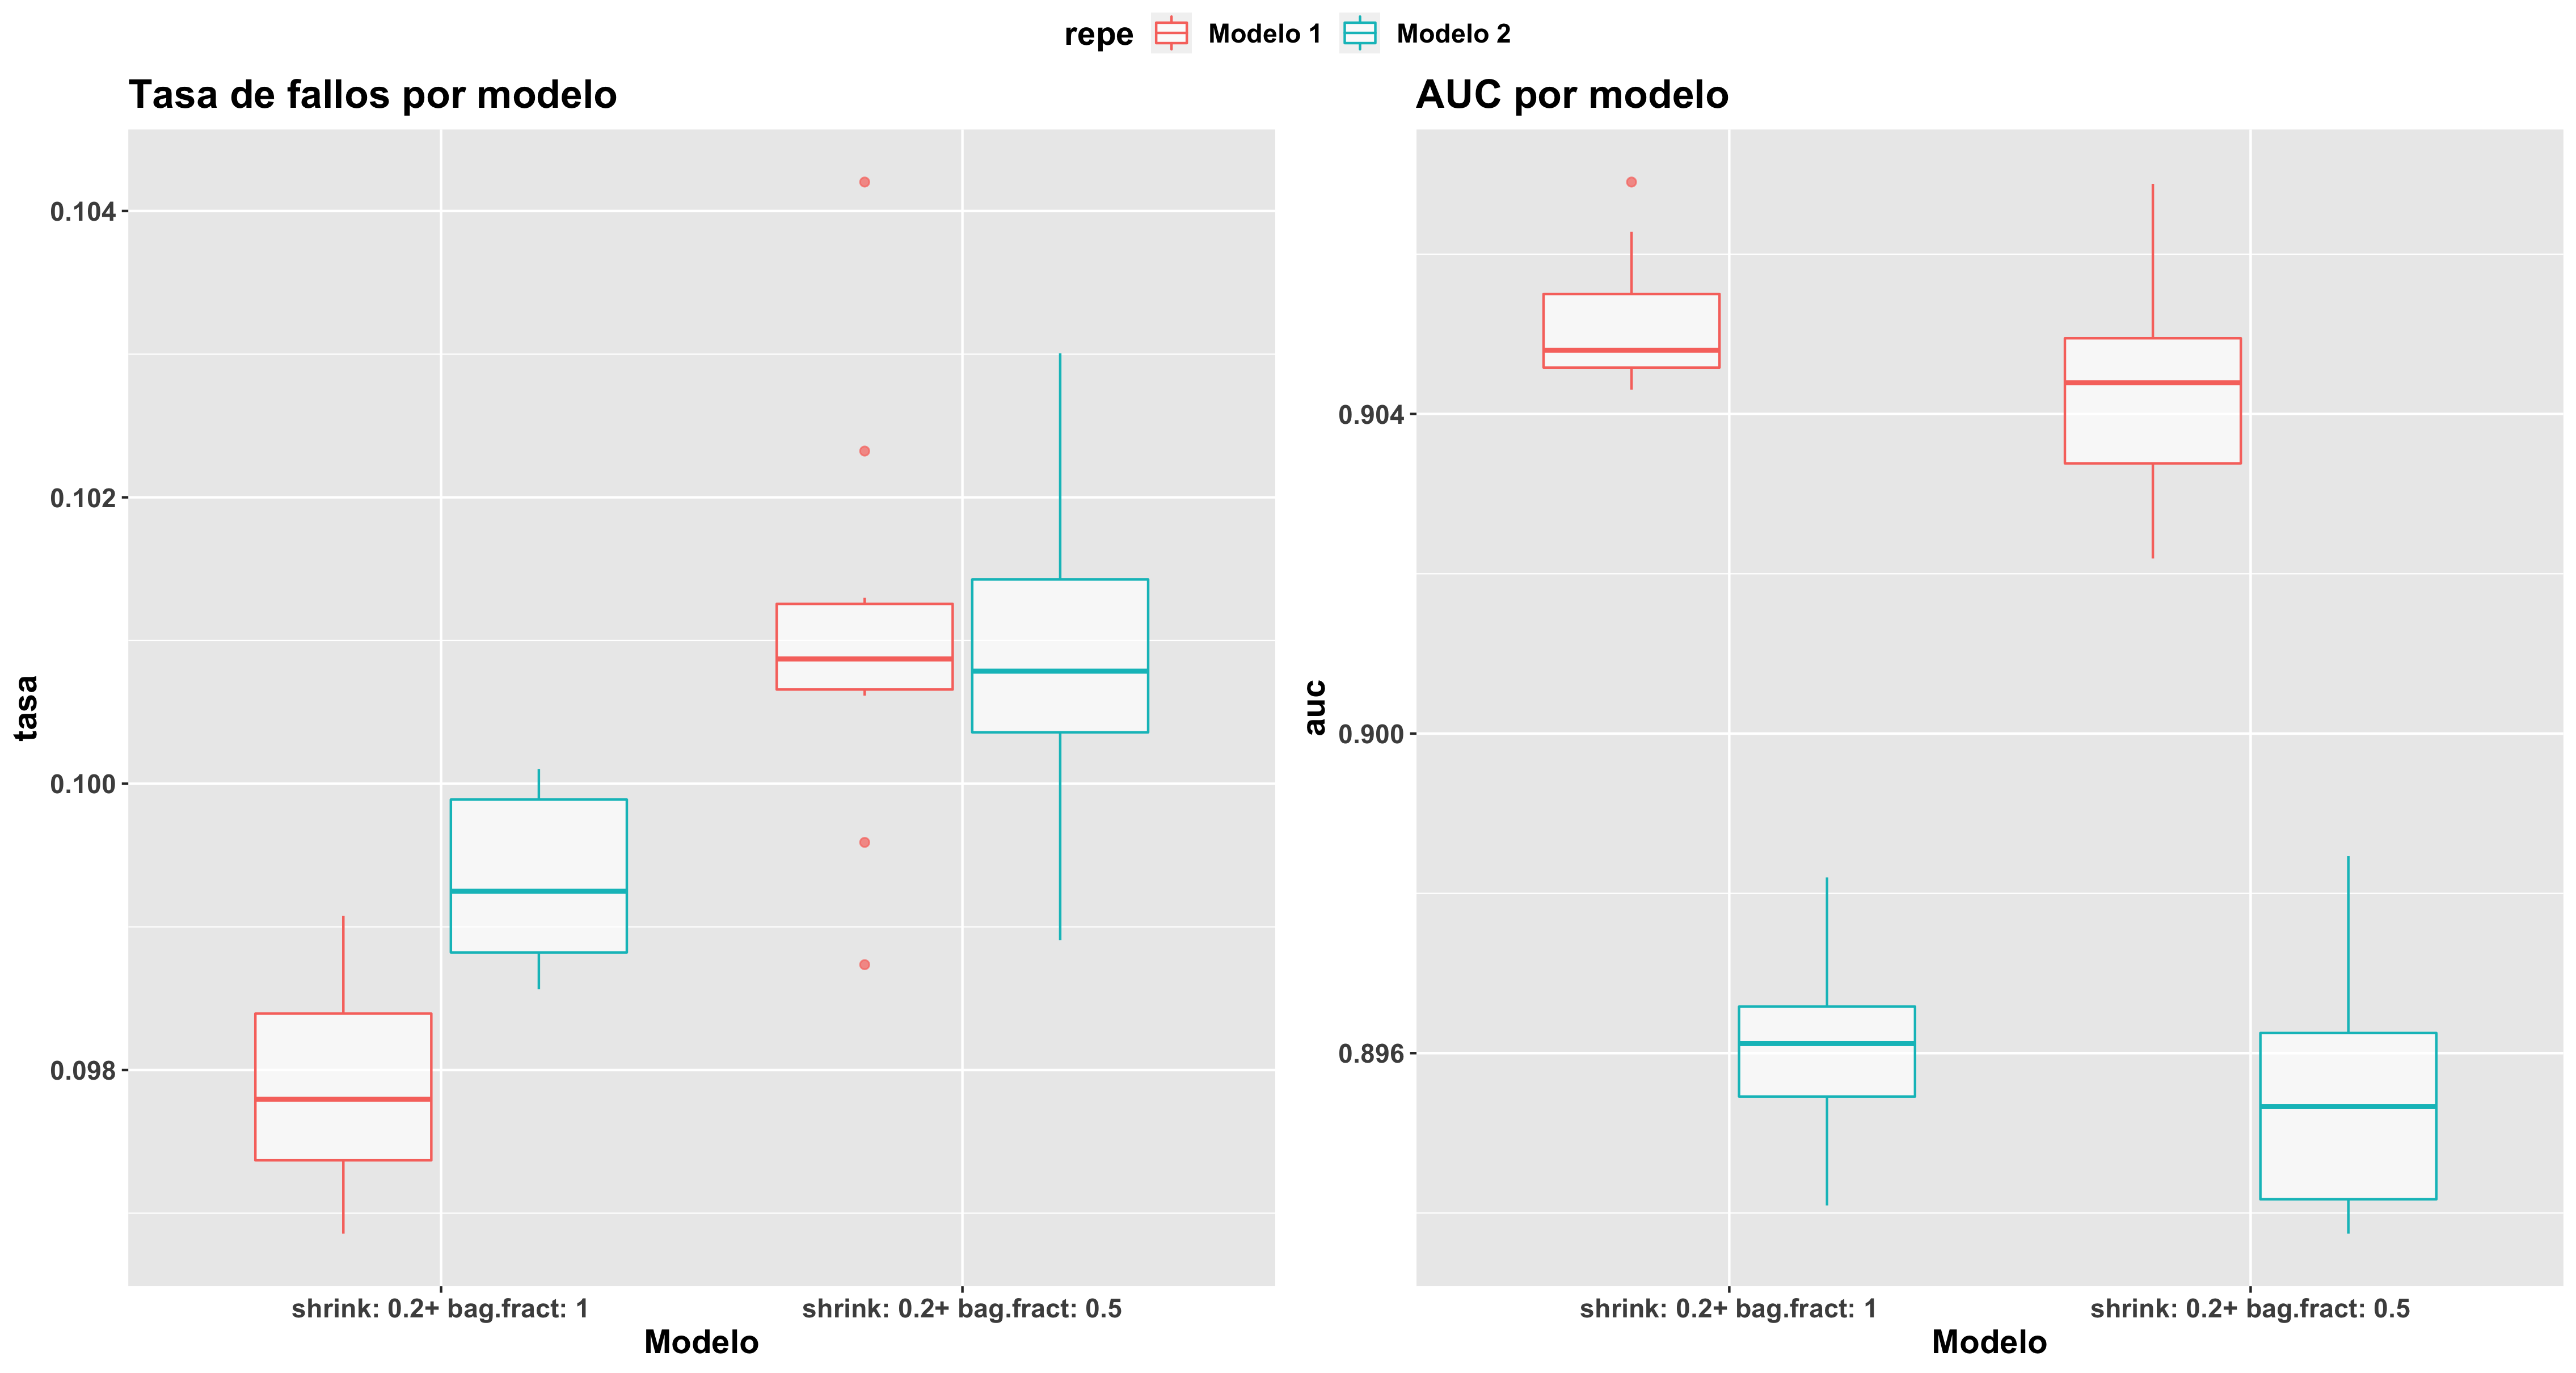 repe Modelo 1 Modelo 2
Tasa de fallos por modelo
0.104
0.102
0.100
0.098
tasa
shrink: 0.2+ bag.fract: 1
shrink: 0.2+ bag.fract: 0.5
Modelo
AUC por modelo
0.904
0.900
0.896
auc
shrink: 0.2+ bag.fract: 1
shrink: 0.2+ bag.fract: 0.5
Modelo